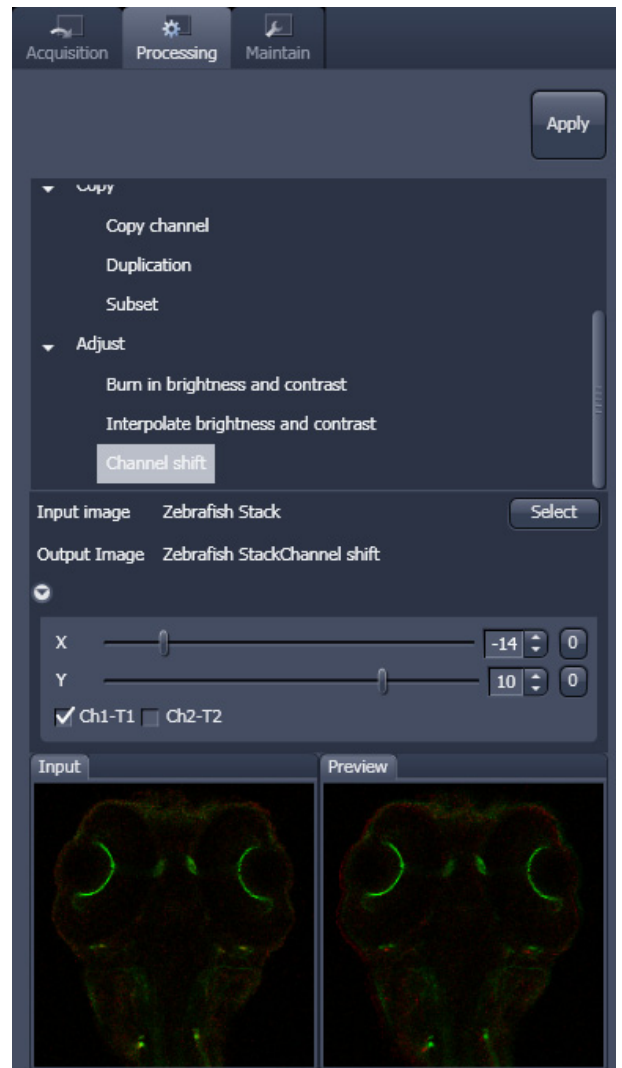 Acquisition Processing Maintain
Apply
Copy
Copy channel
Duplication
Subset
Adjust
Burn in brightness and contrast
Interpolate brightness and contrast
Channel shift
Input image Zebrafish Stack Select
Output Image Zebrafish StackChannel shift
X -14 0
Y 10 0
Ch1-T1 Ch2-T2
Input Preview